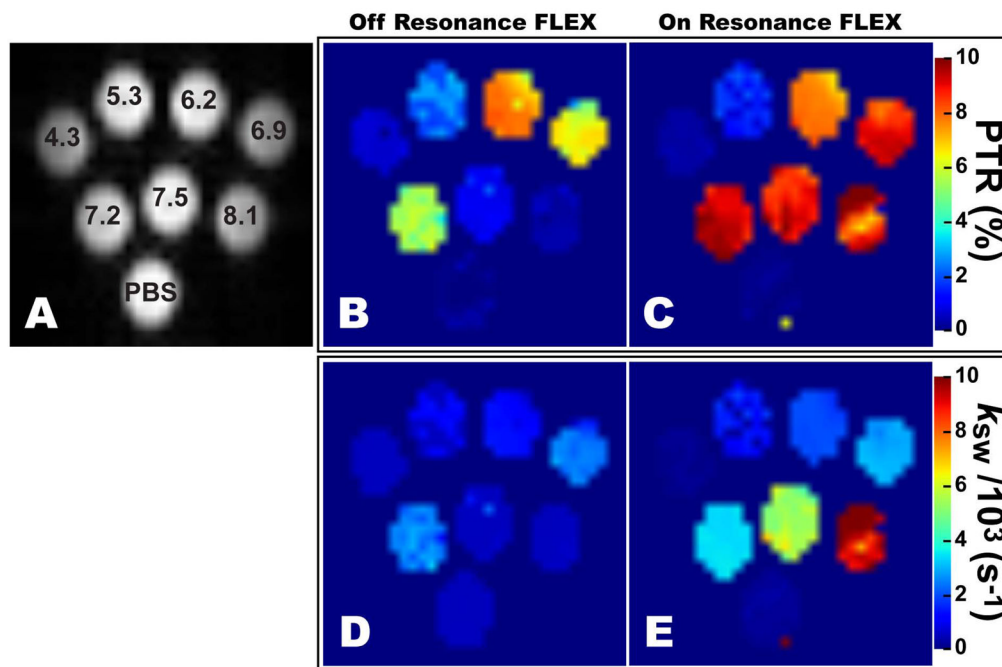 Off Resonance FLEX
On Resonance FLEX
5.3
6.2
4.3
6.9
7.5
7.2
8.1
PBS
A
B
C
10
8
6
4
2
0
PTR (%)
D
E
10
8
6
4
2
0
ksw /10³ (s-1)